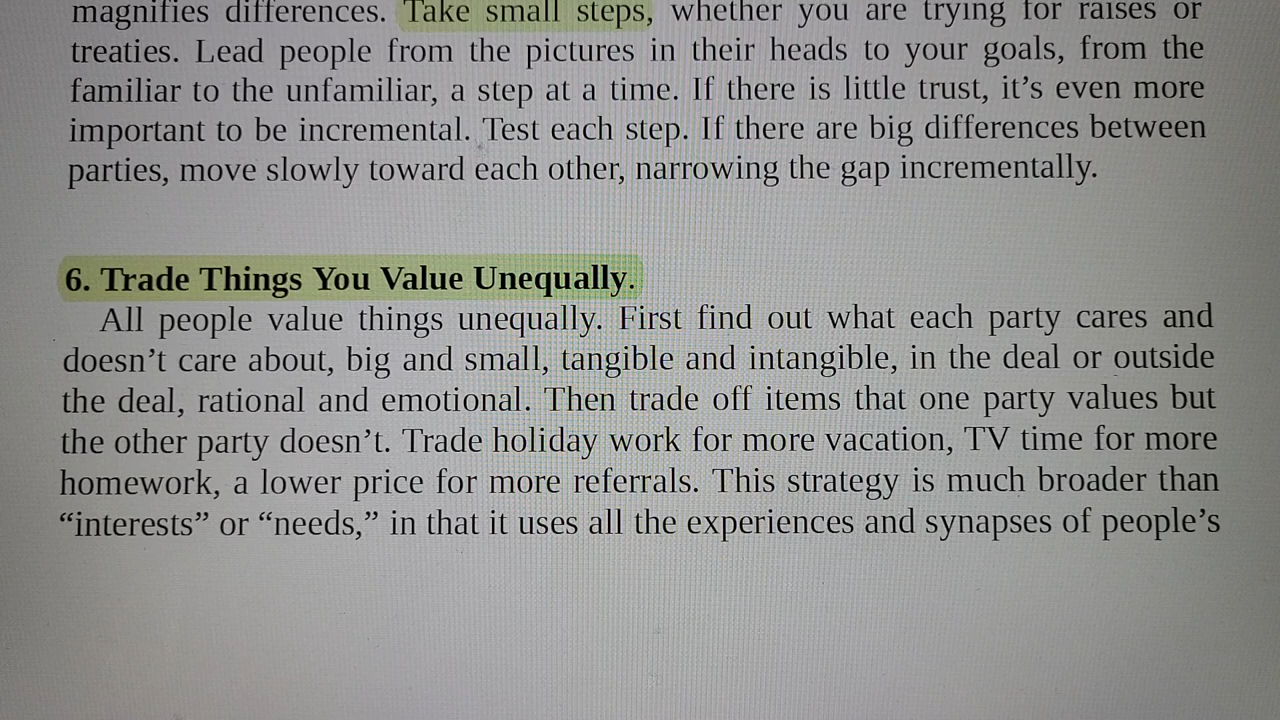 magnifies differences. Take small steps, whether you are trying for raises or
treaties. Lead people from the pictures in their heads to your goals, from the
familiar to the unfamiliar, a step at a time. If there is little trust, it’s even more
important to be incremental. Test each step. If there are big differences between
parties, move slowly toward each other, narrowing the gap incrementally.
6. Trade Things You Value Unequally.
All people value things unequally. First find out what each party cares and
doesn’t care about, big and small, tangible and intangible, in the deal or outside
the deal, rational and emotional. Then trade off items that one party values but
the other party doesn’t. Trade holiday work for more vacation, TV time for more
homework, a lower price for more referrals. This strategy is much broader than
“interests” or “needs,” in that it uses all the experiences and synapses of people’s